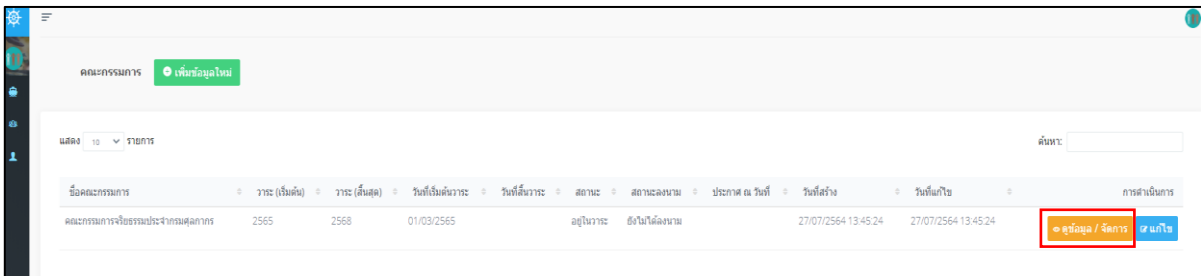 คณะกรรมการ เพิ่มข้อมูลใหม่
แสดง 10 รายการ ค้นหา:
ชื่อคณะกรรมการ วาระ (เริ่มต้น) วาระ (สิ้นสุด) วันที่เริ่มต้นวาระ วันที่สิ้นวาระ สถานะ สถานะลงนาม ประกาศ ณ วันที่ วันที่สร้าง วันที่แก้ไข การดำเนินการ
คณะกรรมการจริยธรรมประจำกรมศุลกากร 2565 2568 01/03/2565 อยู่ในวาระ ยังไม่ได้ลงนาม 27/07/2564 13:45:24 27/07/2564 13:45:24 ดูข้อมูล / จัดการ แก้ไข